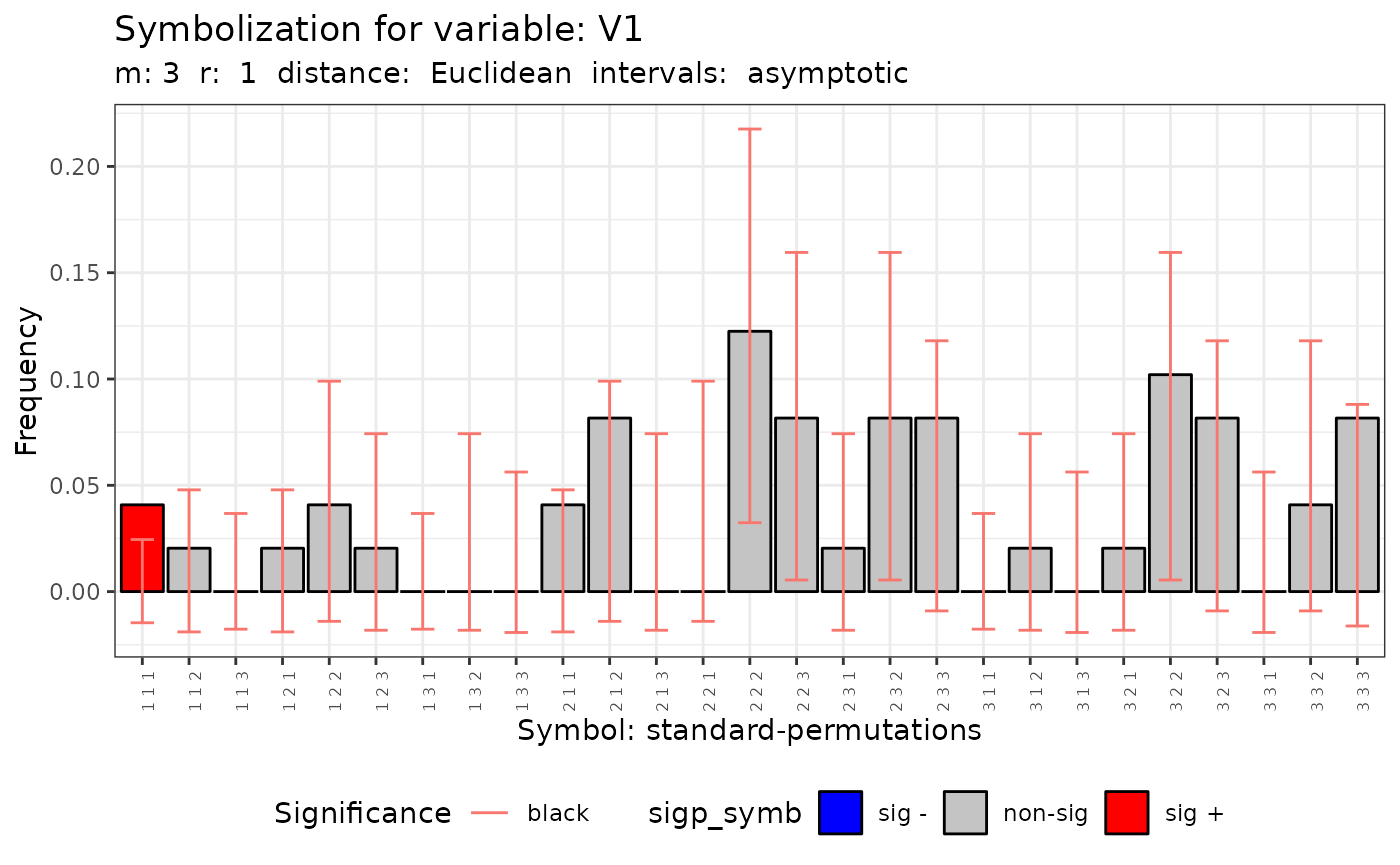 Symbolization for variable: V1
m: 3 r: 1 distance: Euclidean intervals: asymptotic
Frequency
0.20
0.15
0.10
0.05
0.00
1 1 1
1 1 2
1 1 3
1 2 1
1 2 2
1 2 3
1 3 1
1 3 2
1 3 3
2 1 1
2 1 2
2 1 3
2 2 1
2 2 2
2 2 3
2 3 1
2 3 2
2 3 3
3 1 1
3 1 2
3 1 3
3 2 1
3 2 2
3 2 3
3 3 1
3 3 2
3 3 3
Symbol: standard-permutations
Significance black sigp_symb sig - non-sig sig +